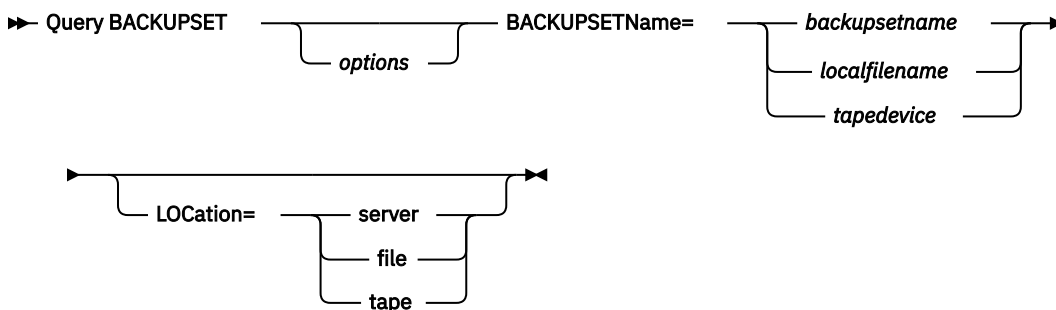 Query BACKUPSET BACKUPSETName= backupsetname
options
localfilename
tapedevice
LOCation= server
file
tape